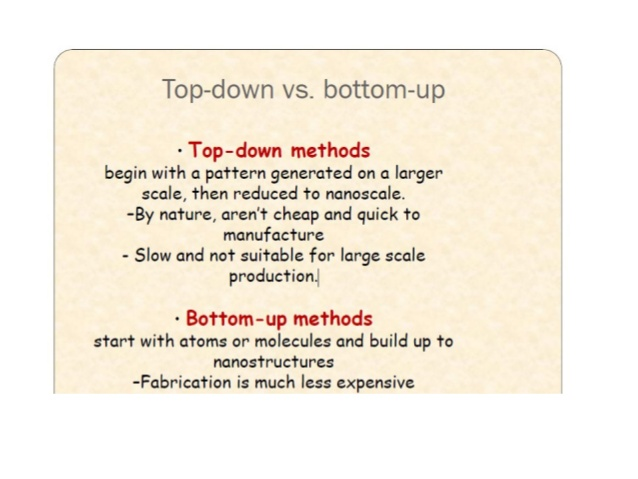 Top-down vs. bottom-up
• Top-down methods
begin with a pattern generated on a larger
scale, then reduced to nanoscale.
–By nature, aren't cheap and quick to
manufacture
- Slow and not suitable for large scale
production.
• Bottom-up methods
start with atoms or molecules and build up to
nanostructures
–Fabrication is much less expensive